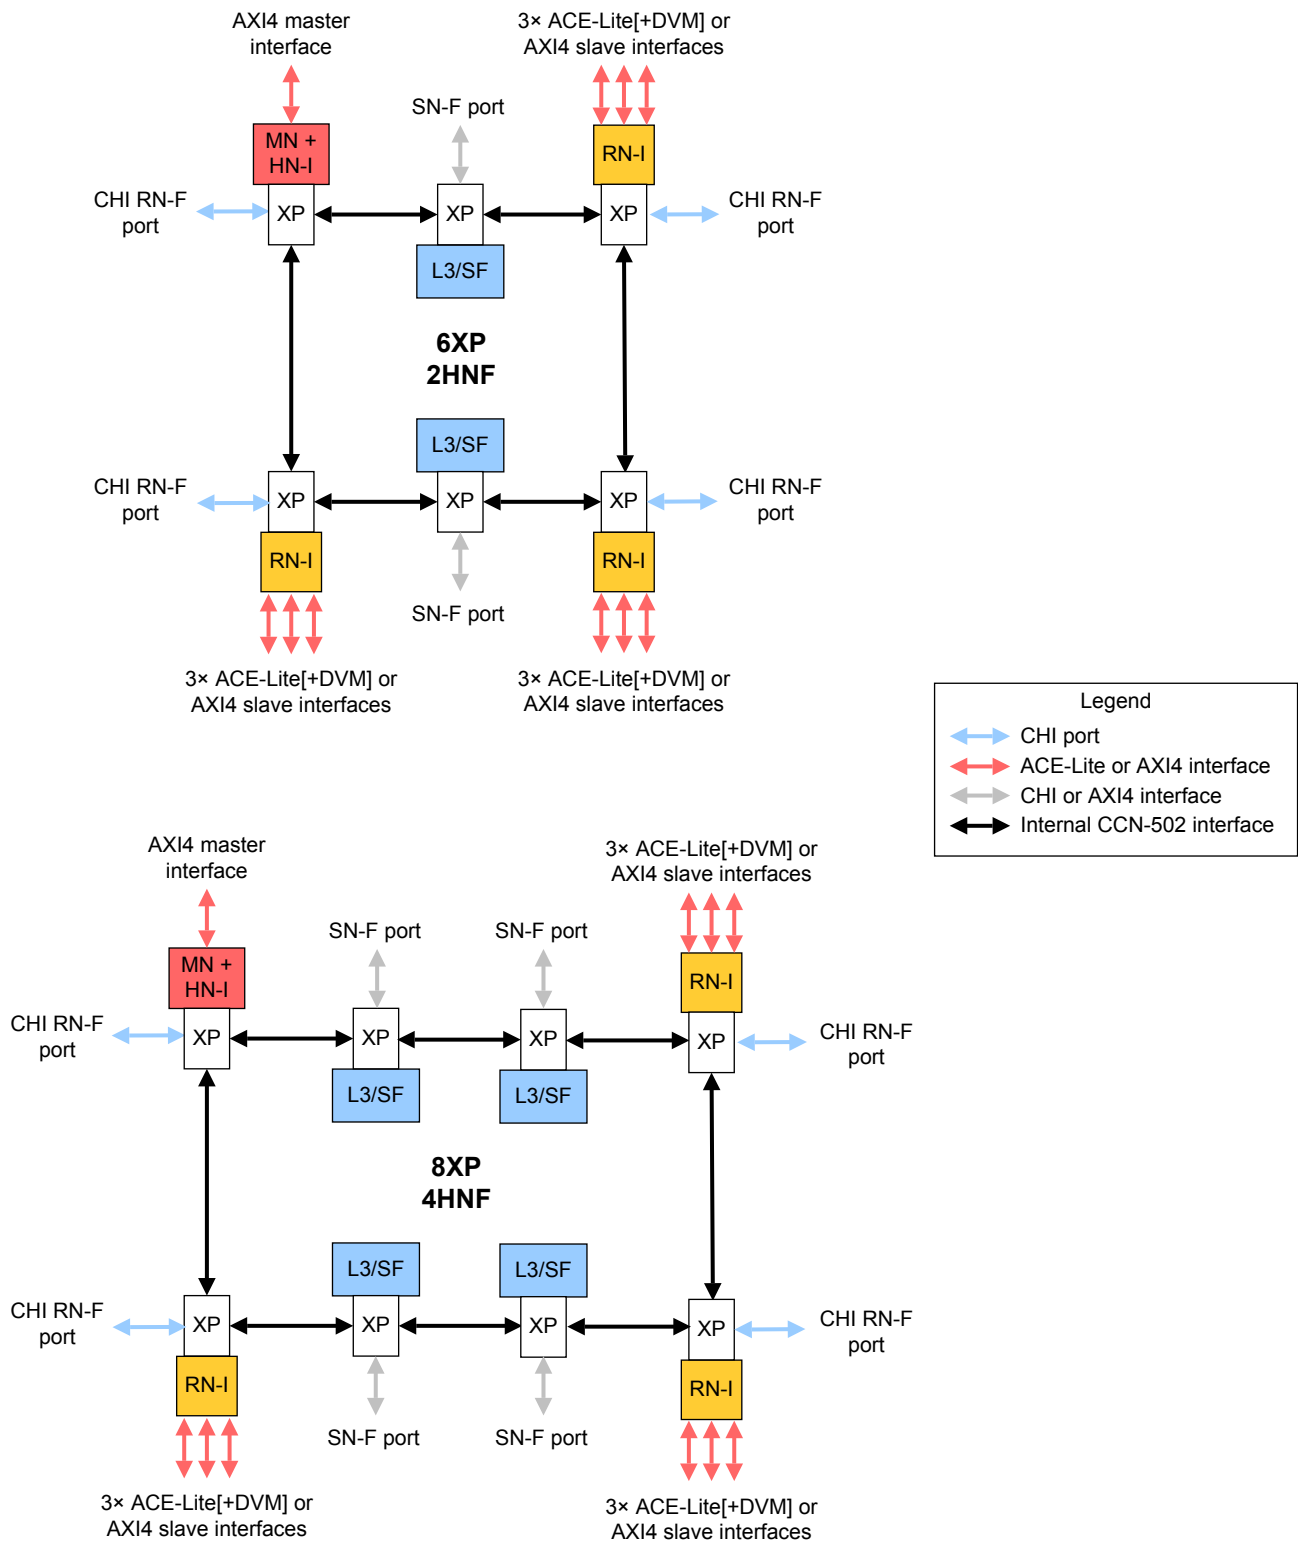 AXI4 master
interface
3× ACE-Lite[+DVM] or
AXI4 slave interfaces
SN-F port
MN +
HN-I
RN-I
CHI RN-F
port
XP
XP
XP
CHI RN-F
port
L3/SF
6XP
2HNF
L3/SF
CHI RN-F
port
XP
XP
XP
CHI RN-F
port
RN-I
RN-I
SN-F port
3× ACE-Lite[+DVM] or
AXI4 slave interfaces
3× ACE-Lite[+DVM] or
AXI4 slave interfaces
Legend
CHI port
ACE-Lite or AXI4 interface
CHI or AXI4 interface
Internal CCN-502 interface
AXI4 master
interface
3× ACE-Lite[+DVM] or
AXI4 slave interfaces
SN-F port
SN-F port
MN +
HN-I
RN-I
CHI RN-F
port
XP
XP
XP
XP
CHI RN-F
port
L3/SF
L3/SF
8XP
4HNF
L3/SF
L3/SF
CHI RN-F
port
XP
XP
XP
XP
CHI RN-F
port
RN-I
RN-I
SN-F port
SN-F port
3× ACE-Lite[+DVM] or
AXI4 slave interfaces
3× ACE-Lite[+DVM] or
AXI4 slave interfaces